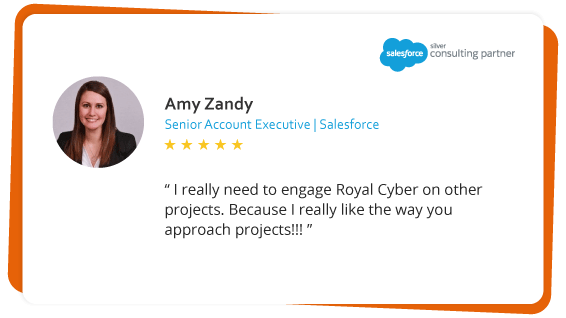 salesforce
silver
consulting partner
Amy Zandy
Senior Account Executive | Salesforce
“ I really need to engage Royal Cyber on other
projects. Because I really like the way you
approach projects!!! ”